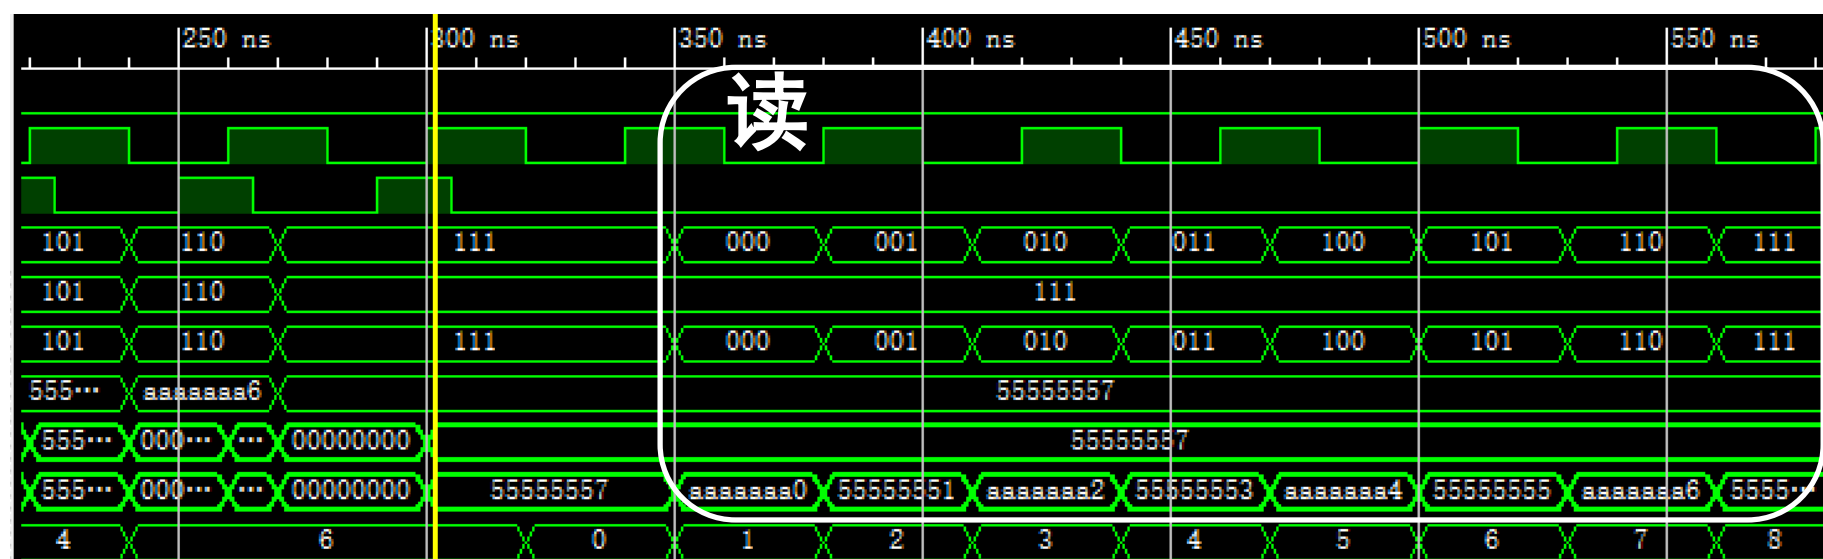 250 ns 300 ns 350 ns 400 ns 450 ns 500 ns 550 ns
读
101 110 111 000 001 010 011 100 101 110 111
101 110 111
101 110 111 000 001 010 011 100 101 110 111
555··· aaaaaaa6 55555557
555··· 000··· ··· 00000000 55555557
555··· 000··· ··· 00000000 55555557 aaaaaaa0 55555551 aaaaaaa2 55555553 aaaaaaa4 55555555 aaaaaaa6 5555···
4 6 0 1 2 3 4 5 6 7 8